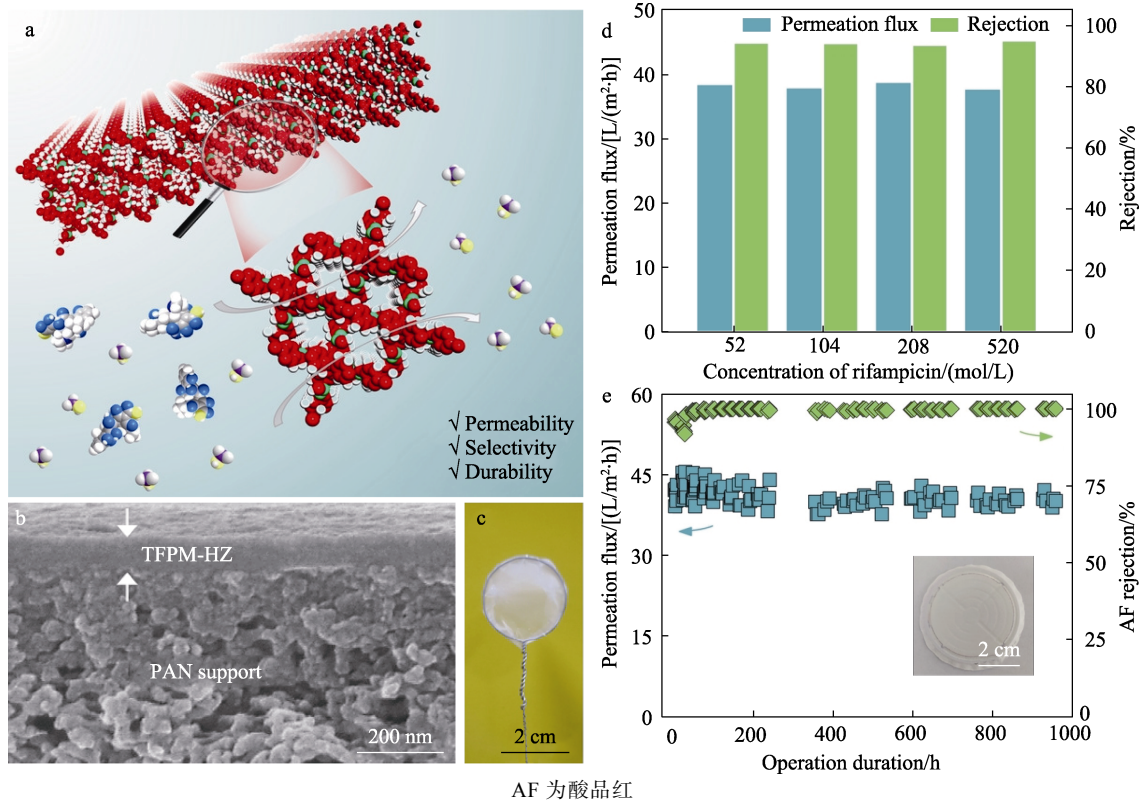 a
√ Permeability
√ Selectivity
√ Durability
b
TFPM-HZ
PAN support
200 nm
c
2 cm
d
Permeation flux
Rejection
50
40
30
20
10
0
Permeation flux/[L/(m²·h)]
100
80
60
40
20
0
Rejection/%
52 104 208 520
Concentration of rifampicin/(mol/L)
e
60
45
30
15
0
Permeation flux/[(L/m²·h)]
100
75
50
25
0
AF rejection/%
2 cm
0 200 400 600 800 1000
Operation duration/h
AF 为酸品红